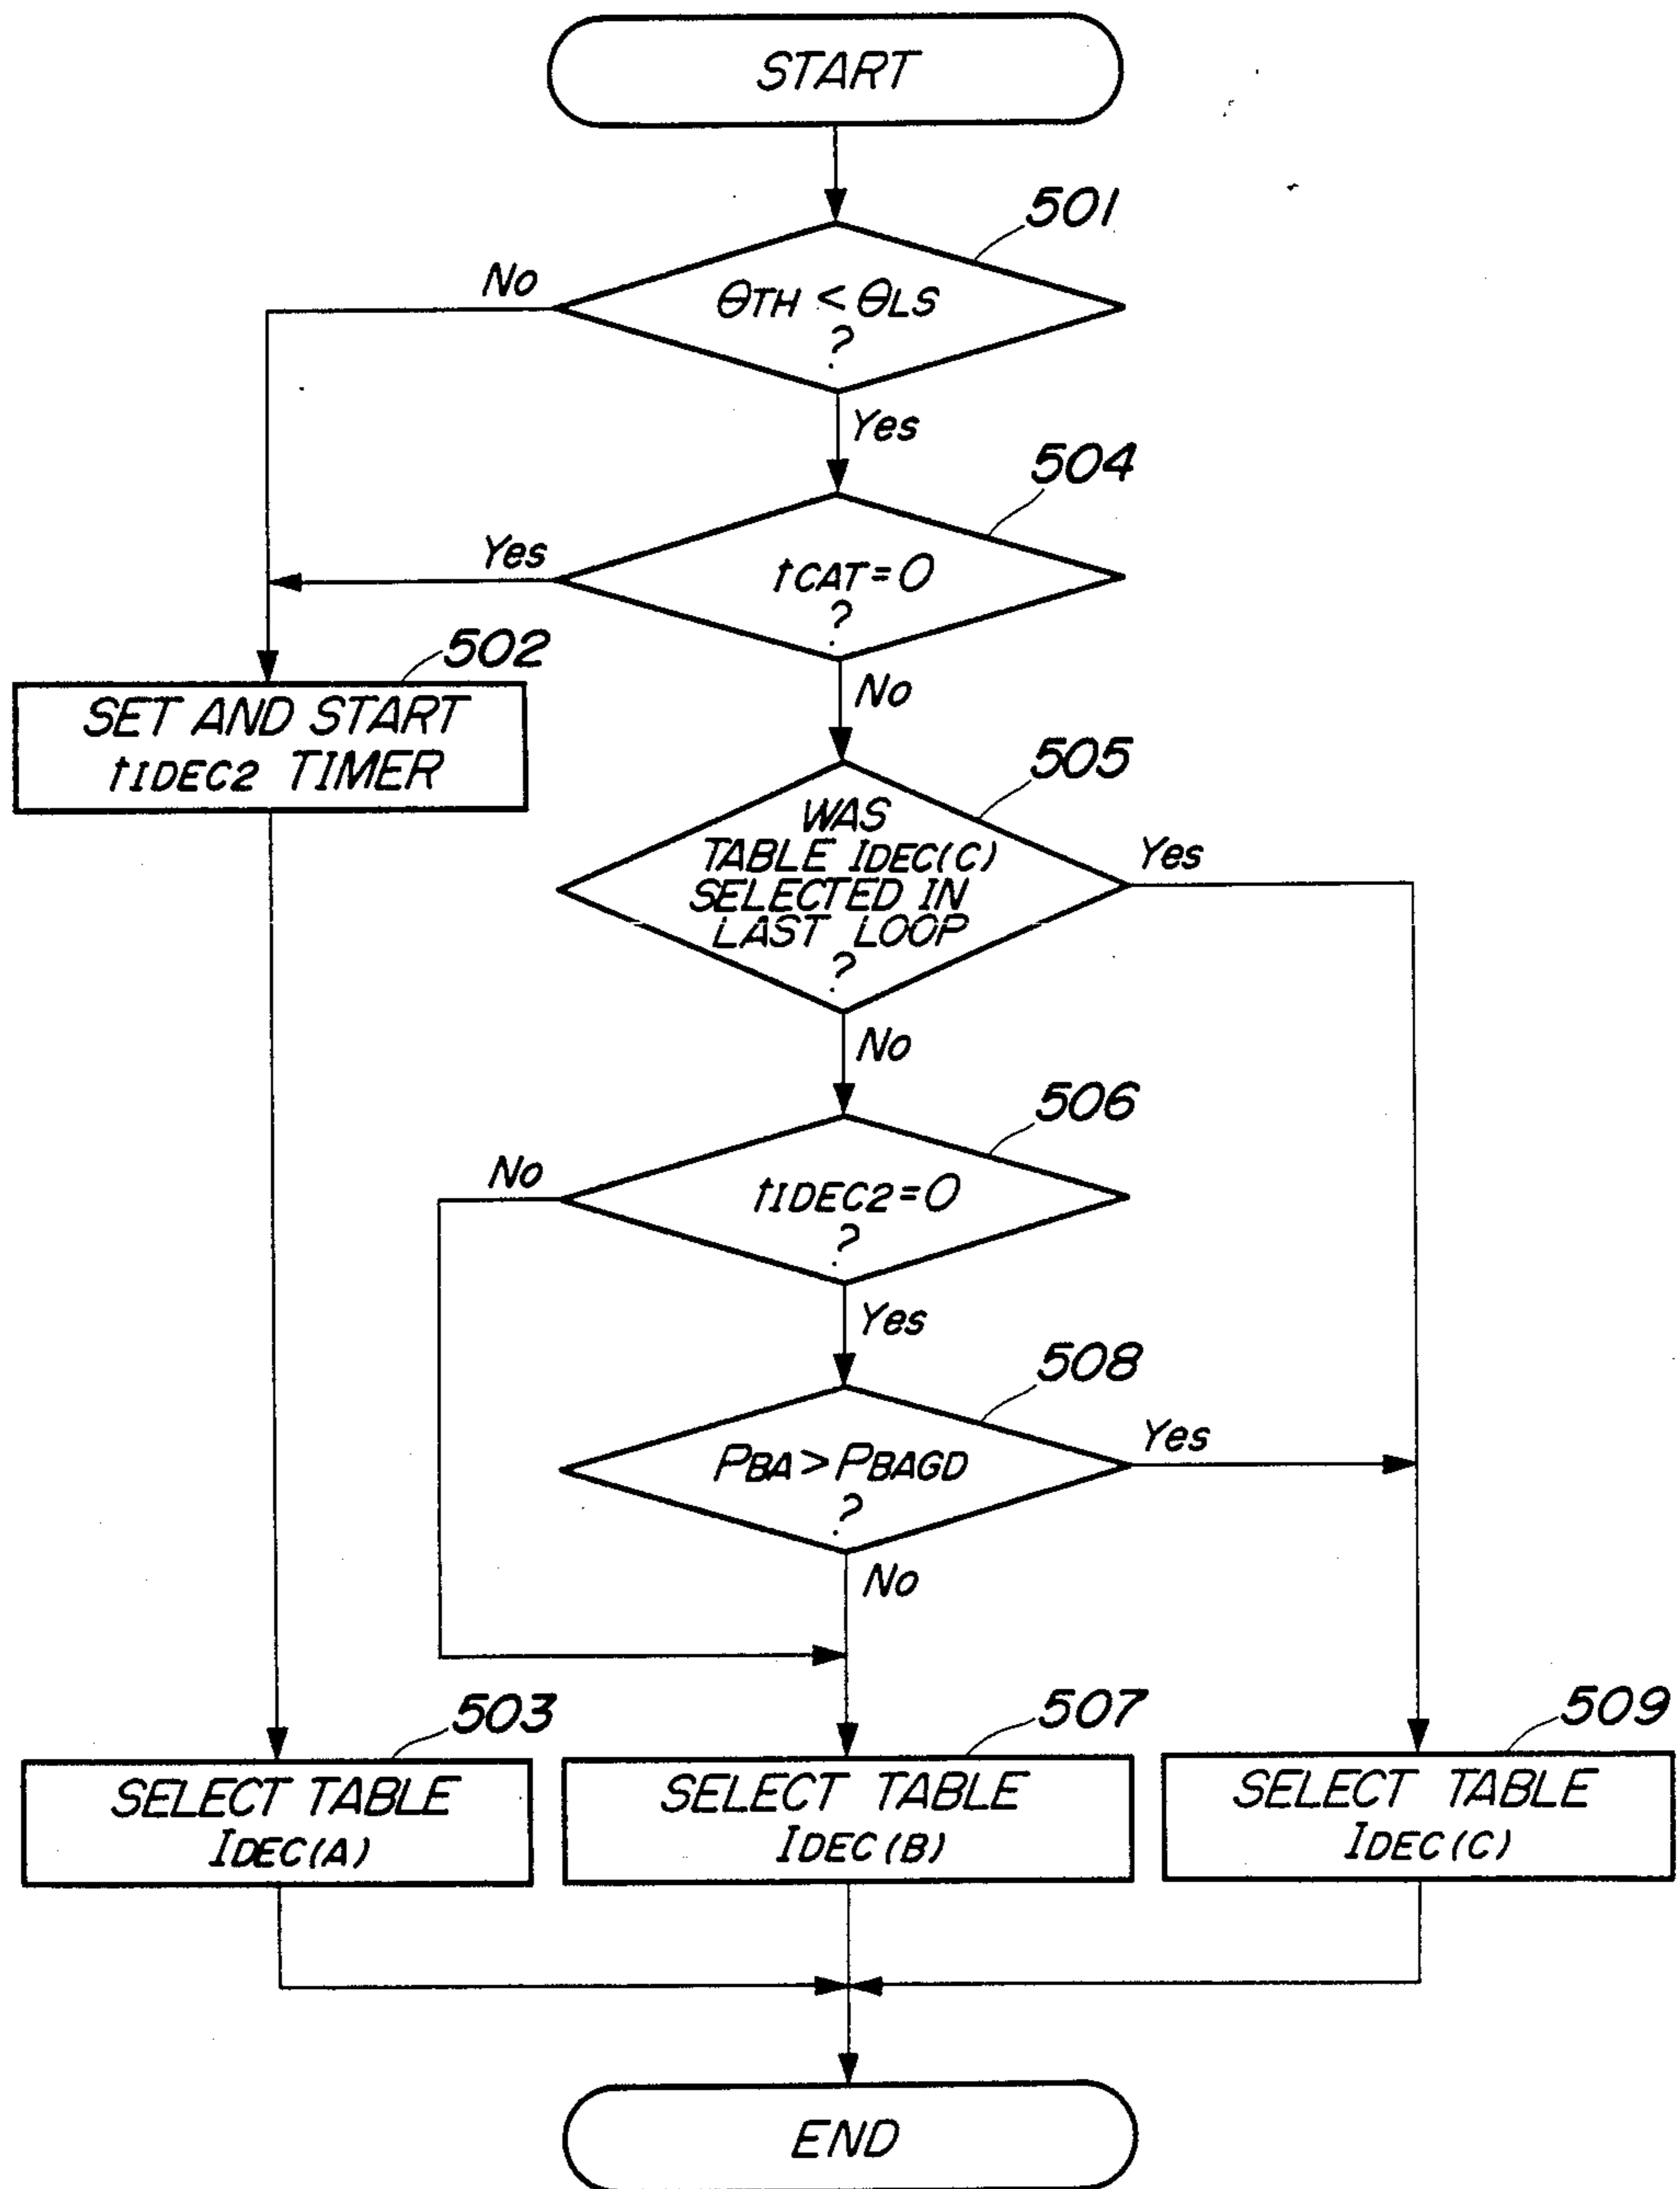 START
501
No
θTH < θLS
?
Yes
504
Yes
tCAT=0
?
502
No
SET AND START
tIDEC2 TIMER
505
WAS
TABLE IDEC(C)
SELECTED IN
LAST LOOP
?
Yes
No
506
No
tIDEC2=0
?
Yes
508
PBA>PBAGD
?
Yes
No
503
507
509
SELECT TABLE
IDEC(A)
SELECT TABLE
IDEC(B)
SELECT TABLE
IDEC(C)
END